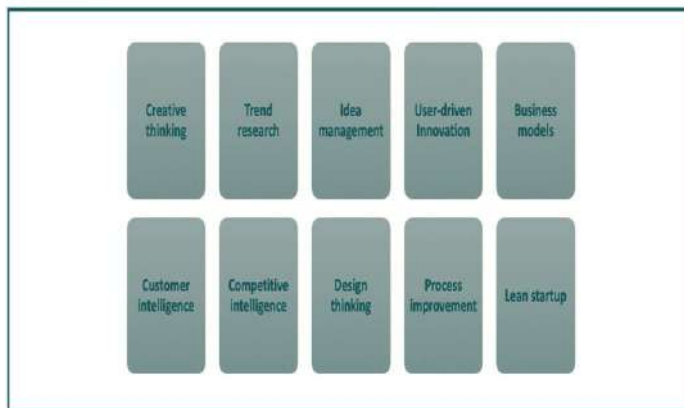 Creative
thinking
Trend
research
Idea
management
User-driven
Innovation
Business
models
Customer
intelligence
Competitive
intelligence
Design
thinking
Process
improvement
Lean startup